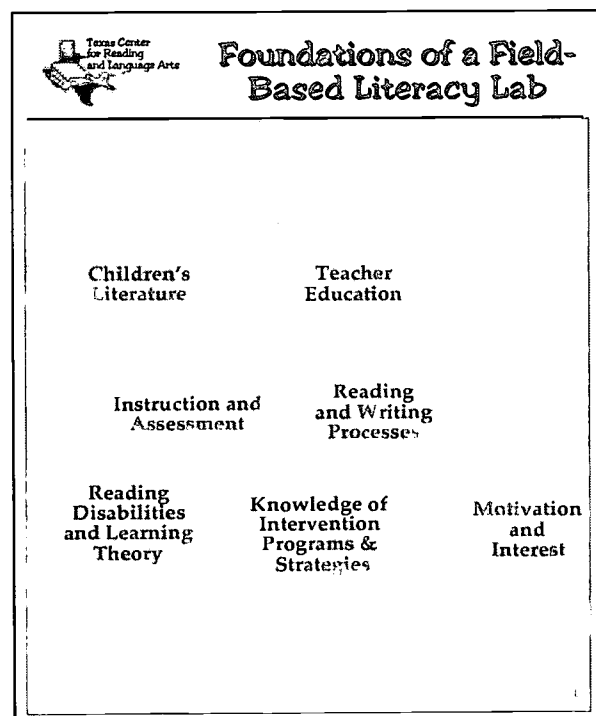 Texas Center
for Reading
and Language Arts
Foundations of a Field-
Based Literacy Lab
Children's
Literature
Teacher
Education
Instruction and
Assessment
Reading
and Writing
Processes
Reading
Disabilities
and Learning
Theory
Knowledge of
Intervention
Programs &
Strategies
Motivation
and
Interest